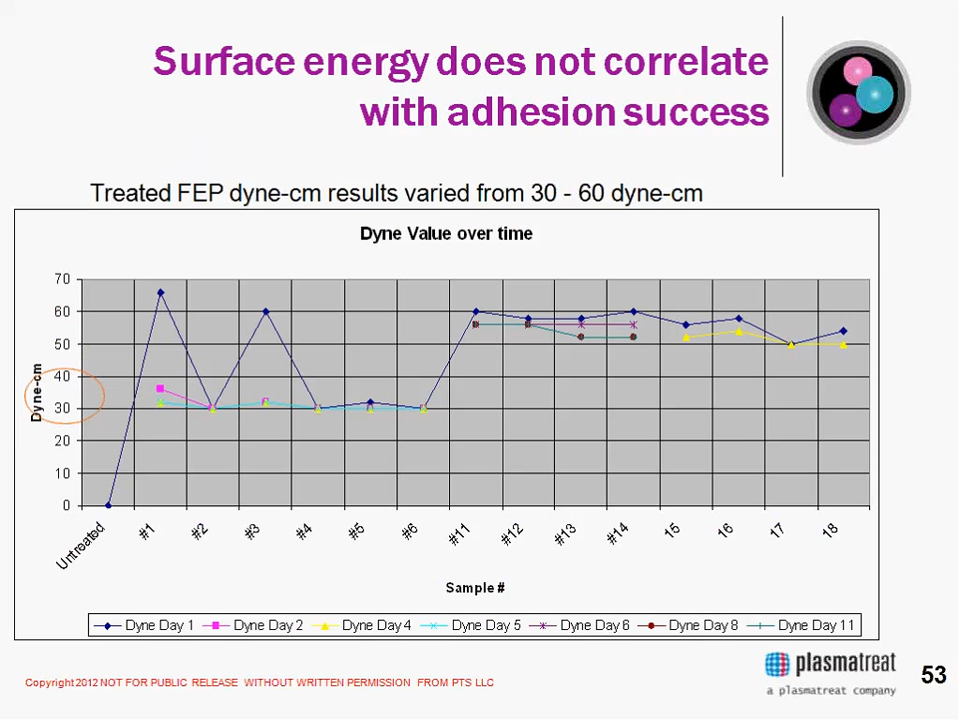 Surface energy does not correlate
with adhesion success
Treated FEP dyne-cm results varied from 30 - 60 dyne-cm
Dyne Value over time
70
60
50
40
30
20
10
0
Dyne-cm
Untreated
#1
#2
#3
#4
#5
#6
#11
#12
#13
#14
15
16
17
18
Sample #
Dyne Day 1 Dyne Day 2 Dyne Day 4 Dyne Day 5 Dyne Day 6 Dyne Day 8 Dyne Day 11
plasmatreat
a plasmatreat company
53
Copyright 2012 NOT FOR PUBLIC RELEASE WITHOUT WRITTEN PERMISSION FROM PTS LLC